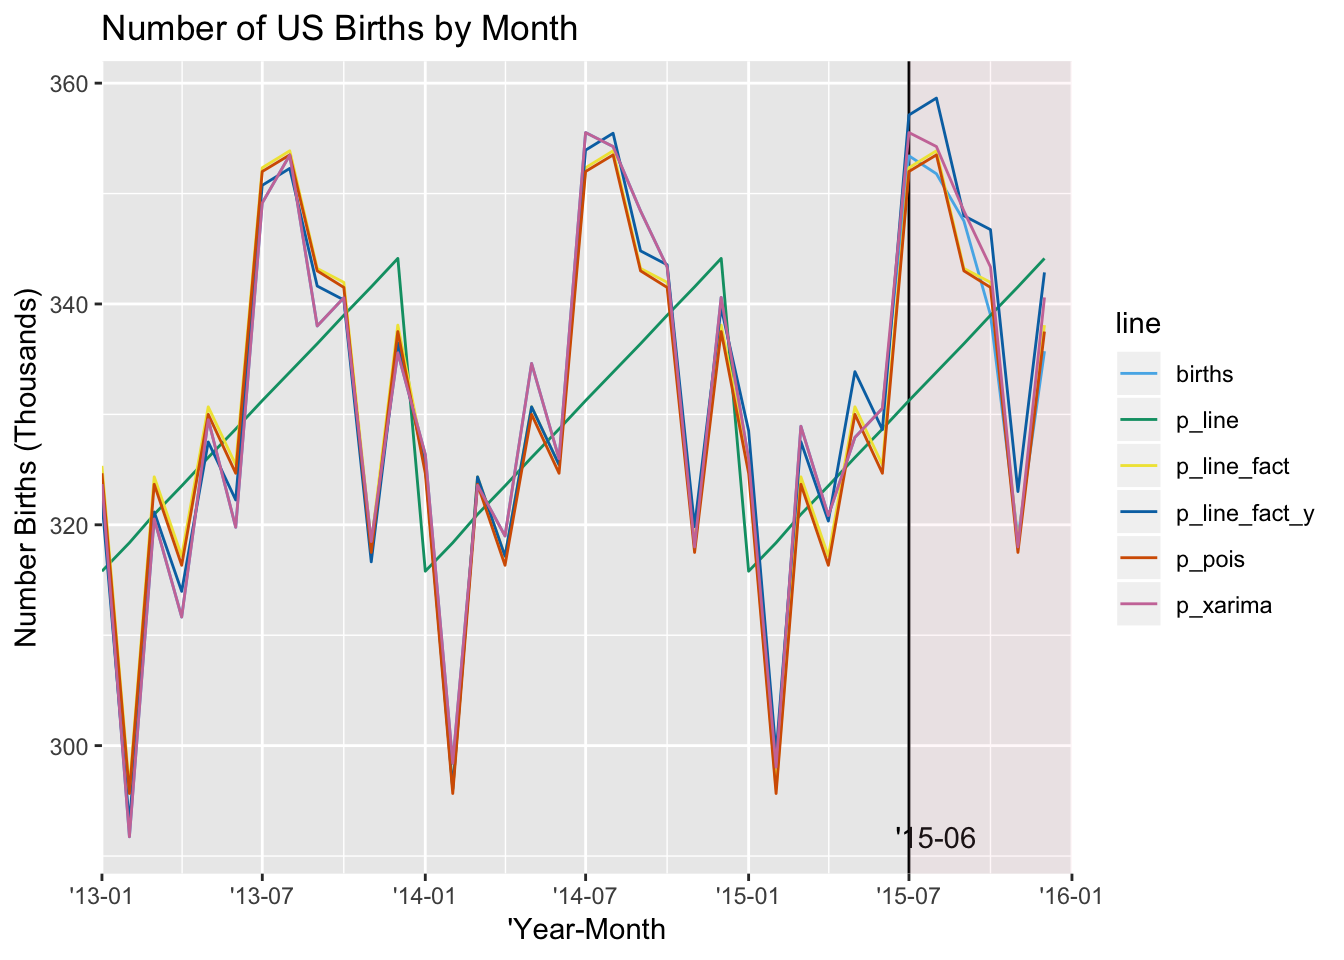 Number of US Births by Month
Number Births (Thousands)
360
340
320
300
'15-06
'13-01
'13-07
'14-01
'14-07
'15-01
'15-07
'16-01
'Year-Month
line
births
p_line
p_line_fact
p_line_fact_y
p_pois
p_xarima